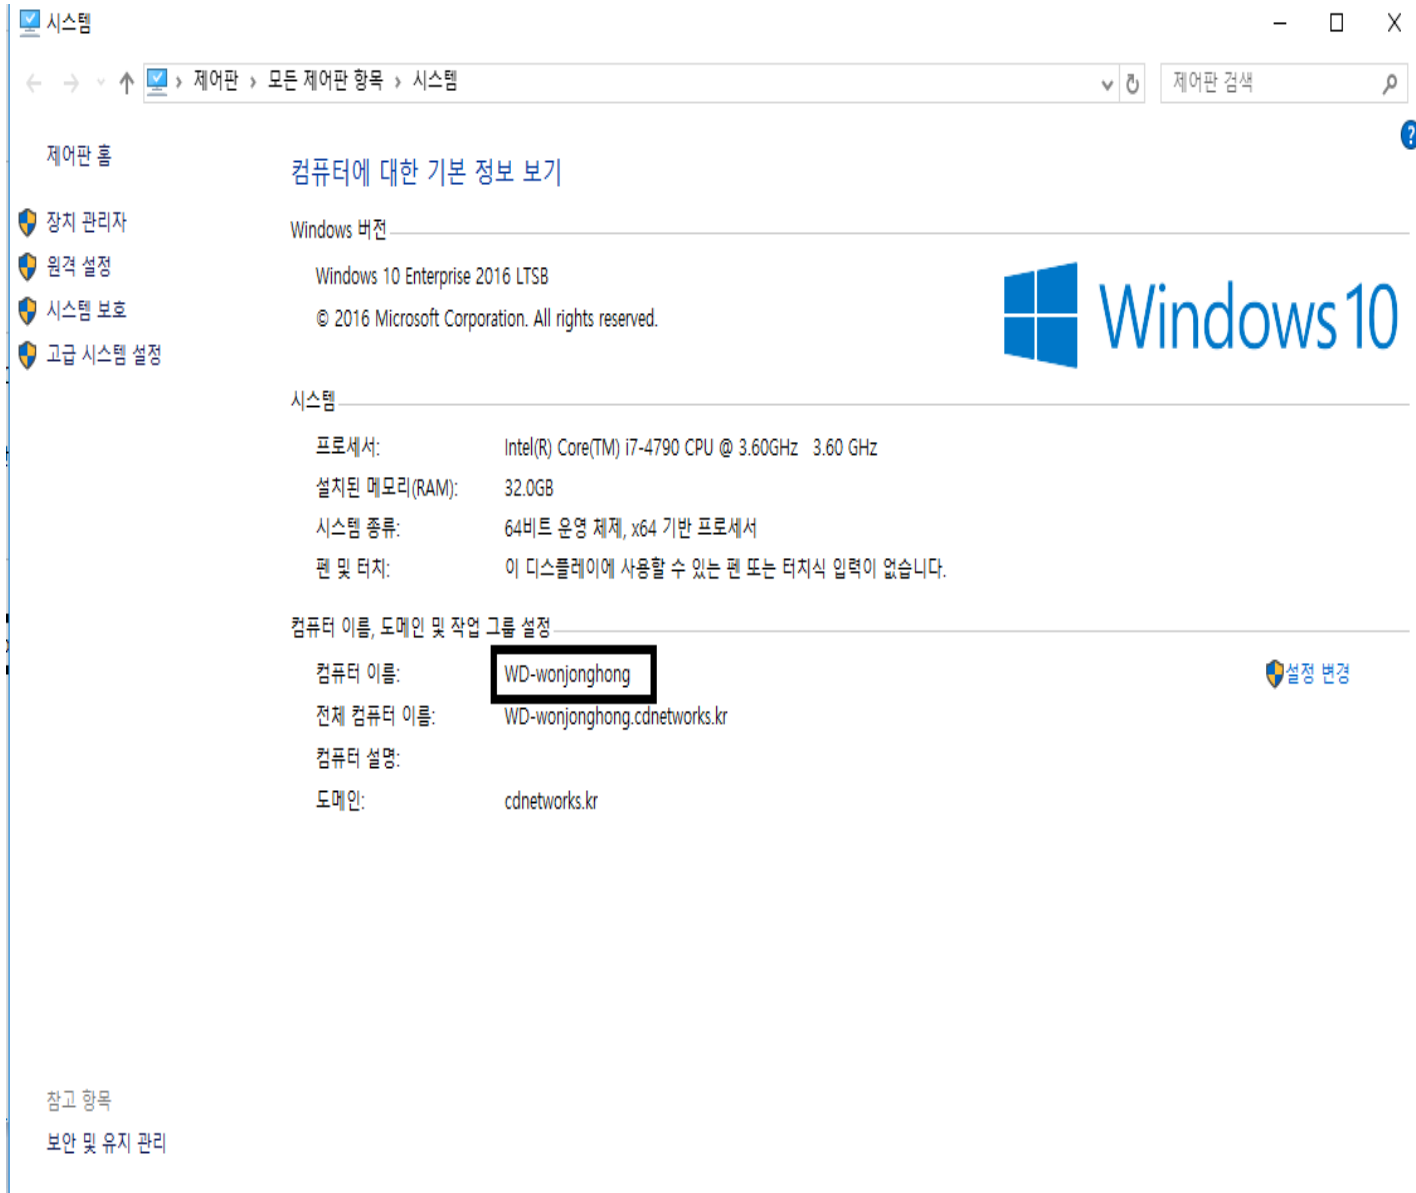 시스템
제어판 › 모든 제어판 항목 › 시스템
제어판 검색
제어판 홈
장치 관리자
원격 설정
시스템 보호
고급 시스템 설정
컴퓨터에 대한 기본 정보 보기
Windows 버전
Windows 10 Enterprise 2016 LTSB
© 2016 Microsoft Corporation. All rights reserved.
Windows 10
시스템
프로세서: Intel(R) Core(TM) i7-4790 CPU @ 3.60GHz 3.60 GHz
설치된 메모리(RAM): 32.0GB
시스템 종류: 64비트 운영 체제, x64 기반 프로세서
펜 및 터치: 이 디스플레이에 사용할 수 있는 펜 또는 터치식 입력이 없습니다.
컴퓨터 이름, 도메인 및 작업 그룹 설정
컴퓨터 이름: WD-wonjonghong
설정 변경
전체 컴퓨터 이름: WD-wonjonghong.cdnetworks.kr
컴퓨터 설명:
도메인: cdnetworks.kr
참고 항목
보안 및 유지 관리